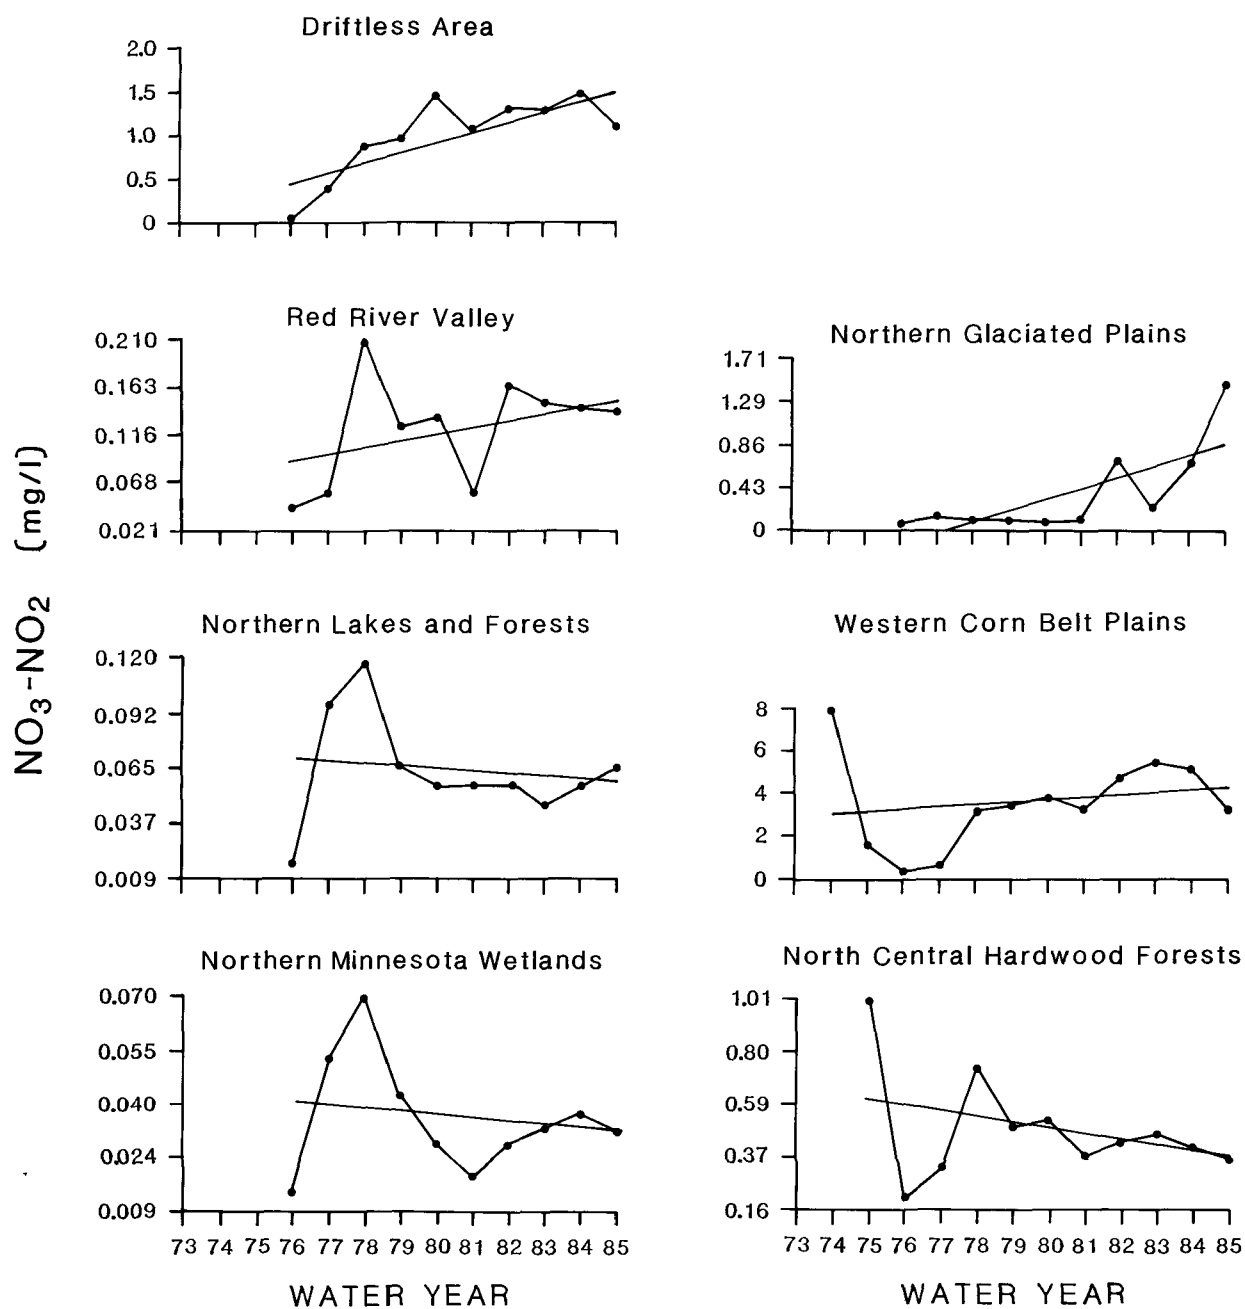 Driftless Area
2.0
1.5
1.0
0.5
0
Red River Valley
0.210
0.163
0.116
0.068
0.021
Northern Glaciated Plains
1.71
1.29
0.86
0.43
0
NO3-NO2 (mg/l)
Northern Lakes and Forests
0.120
0.092
0.065
0.037
0.009
Western Corn Belt Plains
8
6
4
2
0
Northern Minnesota Wetlands
0.070
0.055
0.040
0.024
0.009
73 74 75 76 77 78 79 80 81 82 83 84 85
WATER YEAR
North Central Hardwood Forests
1.01
0.80
0.59
0.37
0.16
73 74 75 76 77 78 79 80 81 82 83 84 85
WATER YEAR